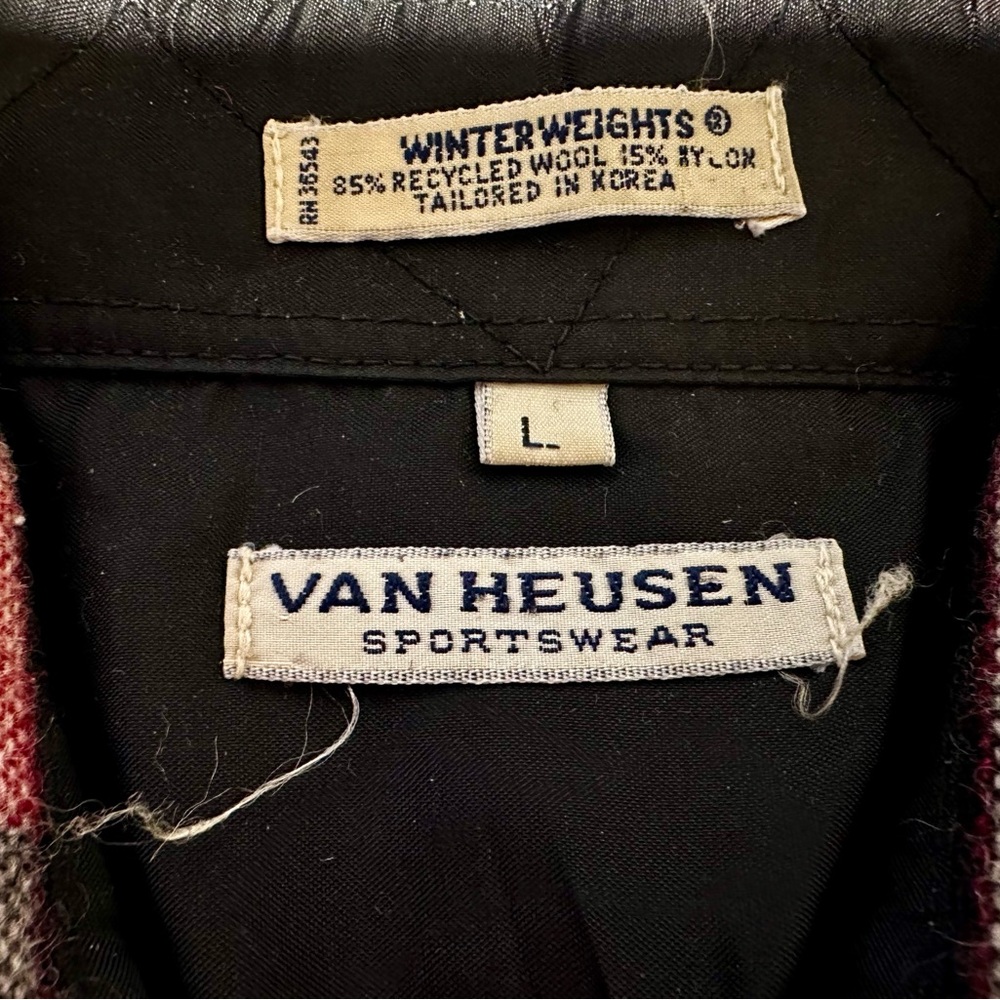 WINTERWEIGHTS®
85% RECYCLED WOOL 15% NYLON
TAILORED IN KOREA
RN 36543
L
VAN HEUSEN
SPORTSWEAR